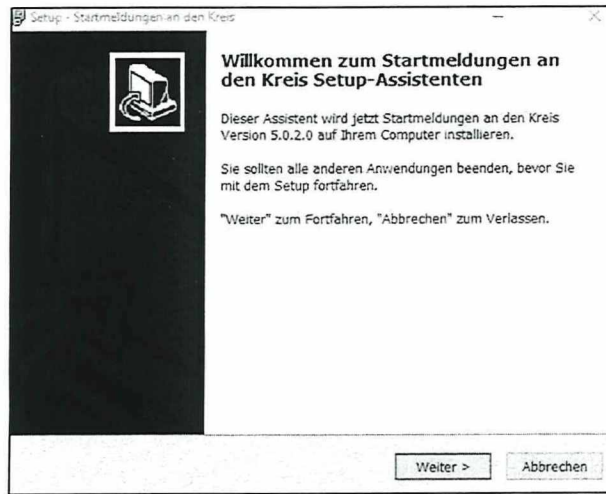 Setup - Startmeldungen an den Kreis
Willkommen zum Startmeldungen an
den Kreis Setup-Assistenten
Dieser Assistent wird jetzt Startmeldungen an den Kreis
Version 5.0.2.0 auf Ihrem Computer installieren.
Sie sollten alle anderen Anwendungen beenden, bevor Sie
mit dem Setup fortfahren.
"Weiter" zum Fortfahren, "Abbrechen" zum Verlassen.
Weiter >
Abbrechen